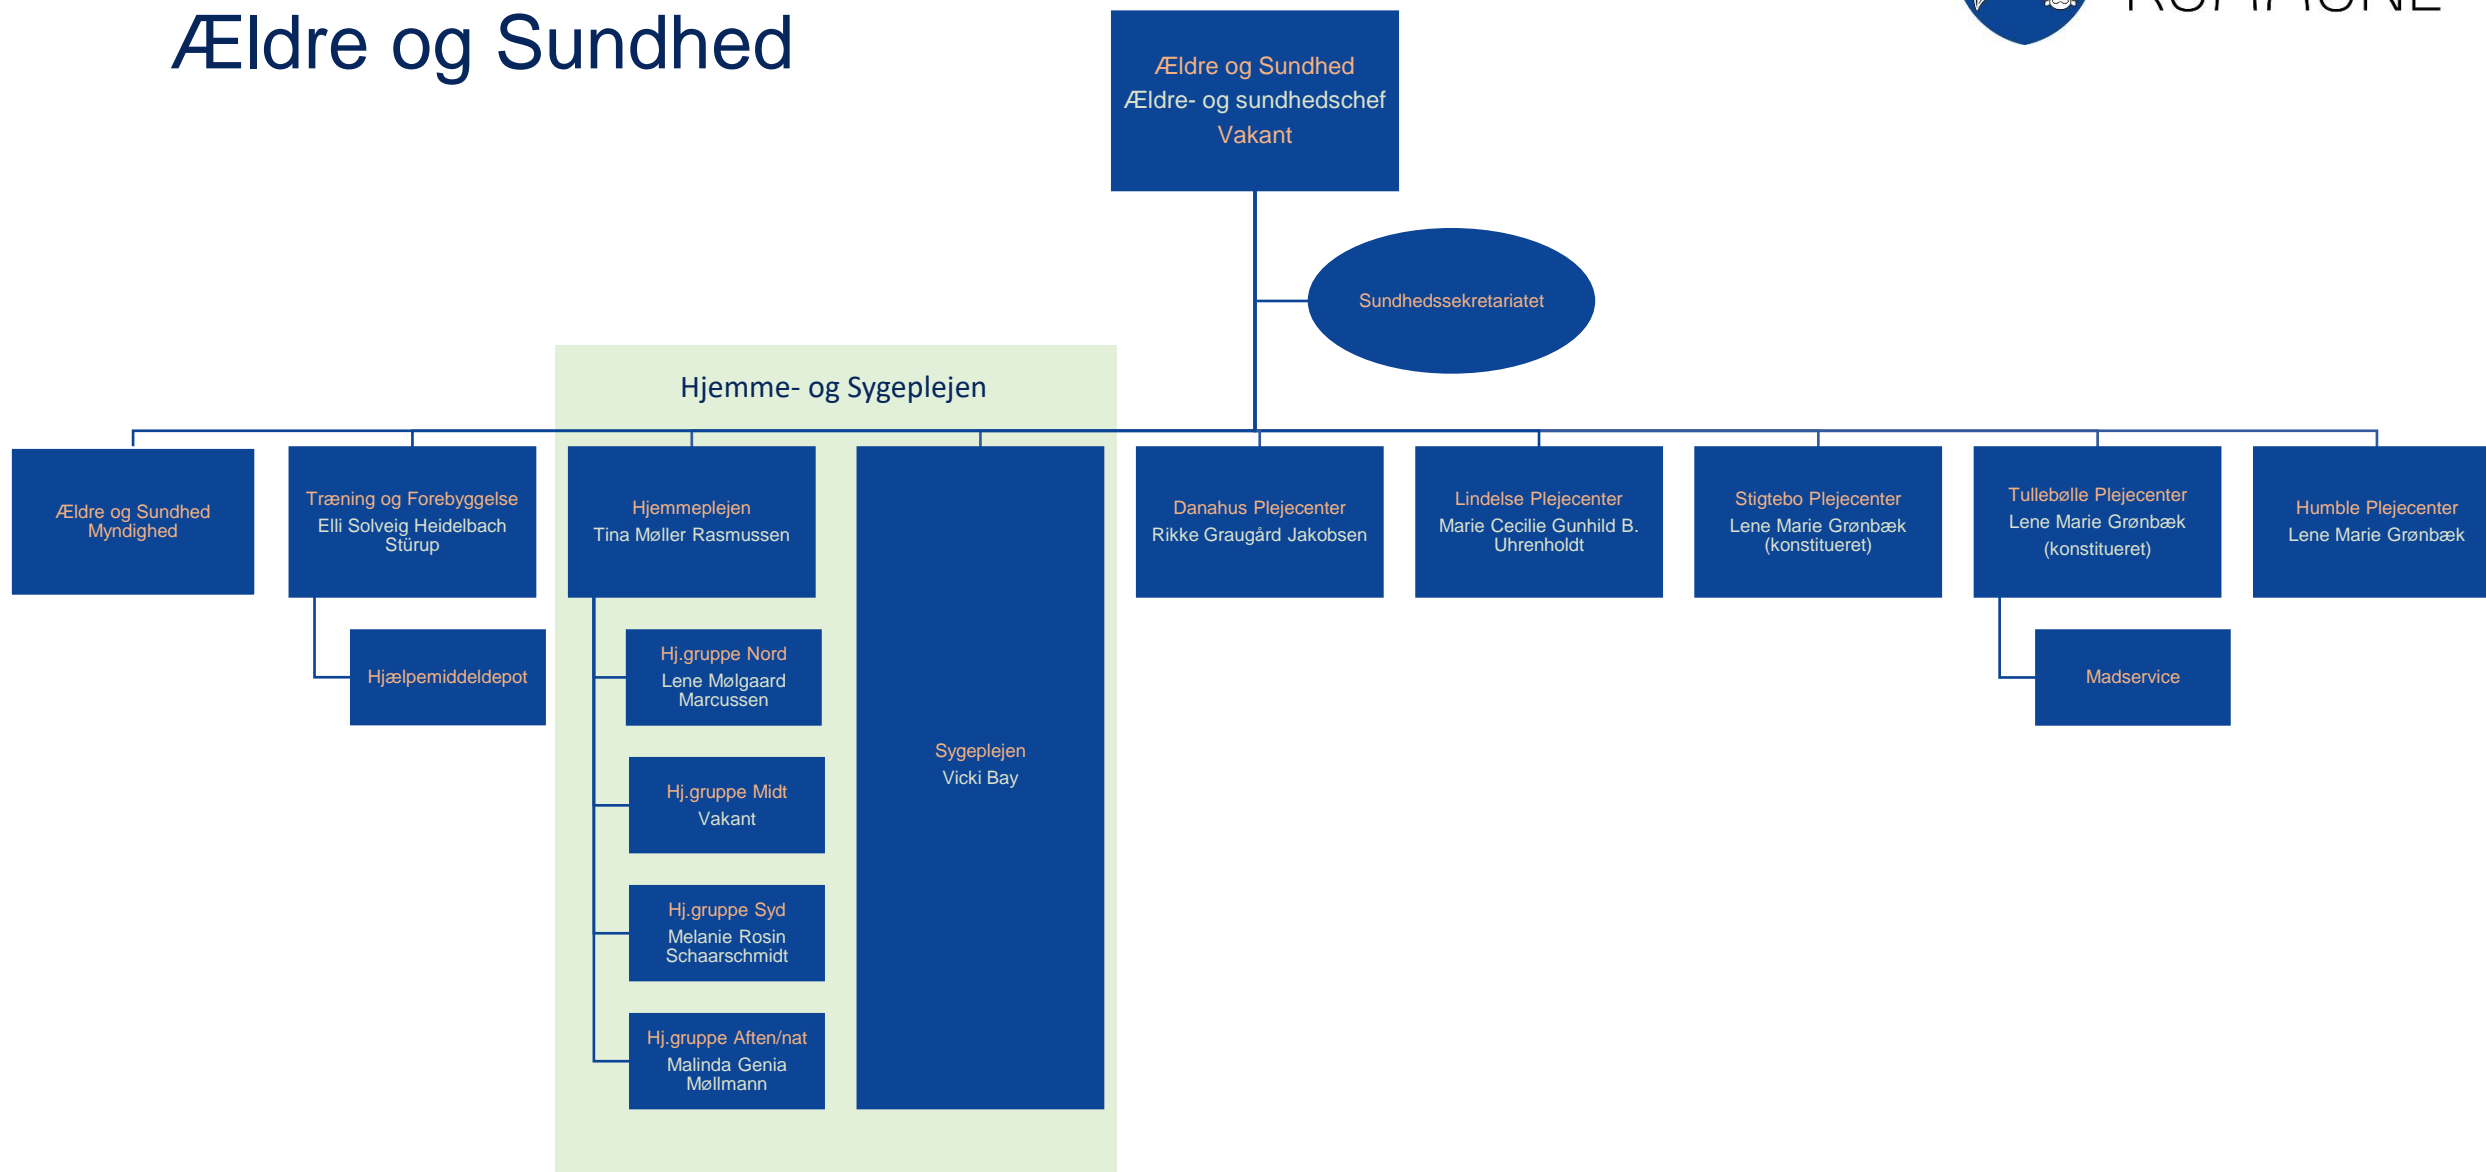 Ældre og Sundhed
KOMMUNE
Ældre og Sundhed
Ældre- og sundhedschef
Vakant
Sundhedssekretariatet
Hjemme- og Sygeplejen
Ældre og Sundhed
Myndighed
Træning og Forebyggelse
Elli Solveig Heidelbach
Stürup
Hjemmeplejen
Tina Møller Rasmussen
Danahus Plejecenter
Rikke Graugård Jakobsen
Lindelse Plejecenter
Marie Cecilie Gunhild B.
Uhrenholdt
Stigtebo Plejecenter
Lene Marie Grønbæk
(konstitueret)
Tullebølle Plejecenter
Lene Marie Grønbæk
(konstitueret)
Humble Plejecenter
Lene Marie Grønbæk
Hjælpemiddeldepot
Hj.gruppe Nord
Lene Mølgaard
Marcussen
Madservice
Sygeplejen
Vicki Bay
Hj.gruppe Midt
Vakant
Hj.gruppe Syd
Melanie Rosin
Schaarschmidt
Hj.gruppe Aften/nat
Malinda Genia
Møllmann